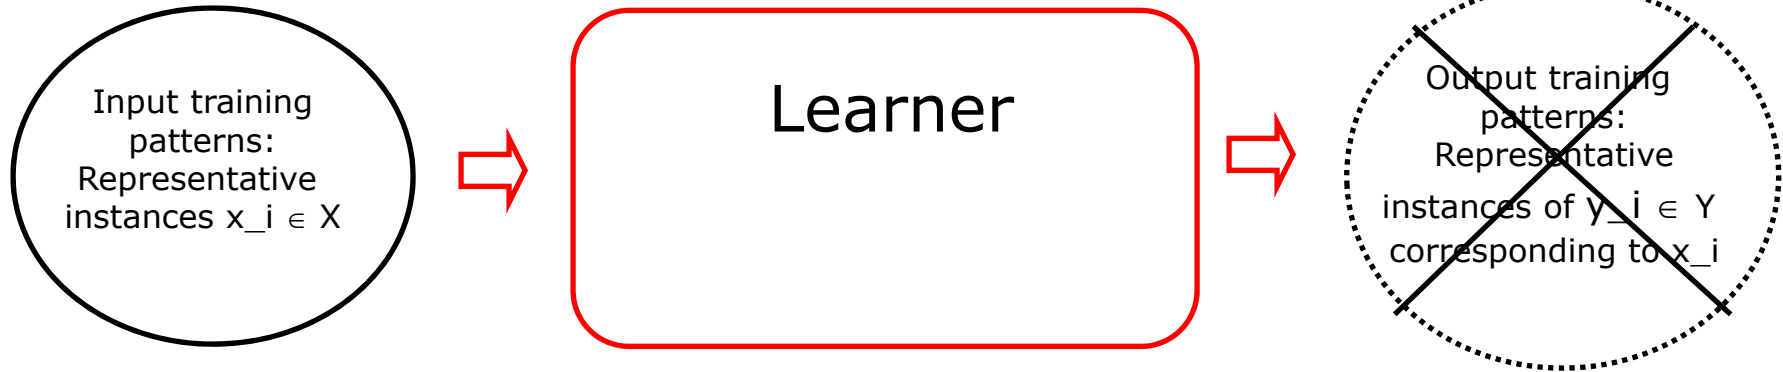 Input training
patterns:
Representative
instances x_i ∈ X
Learner
Output training
patterns:
Representative
instances of y_i ∈ Y
corresponding to x_i